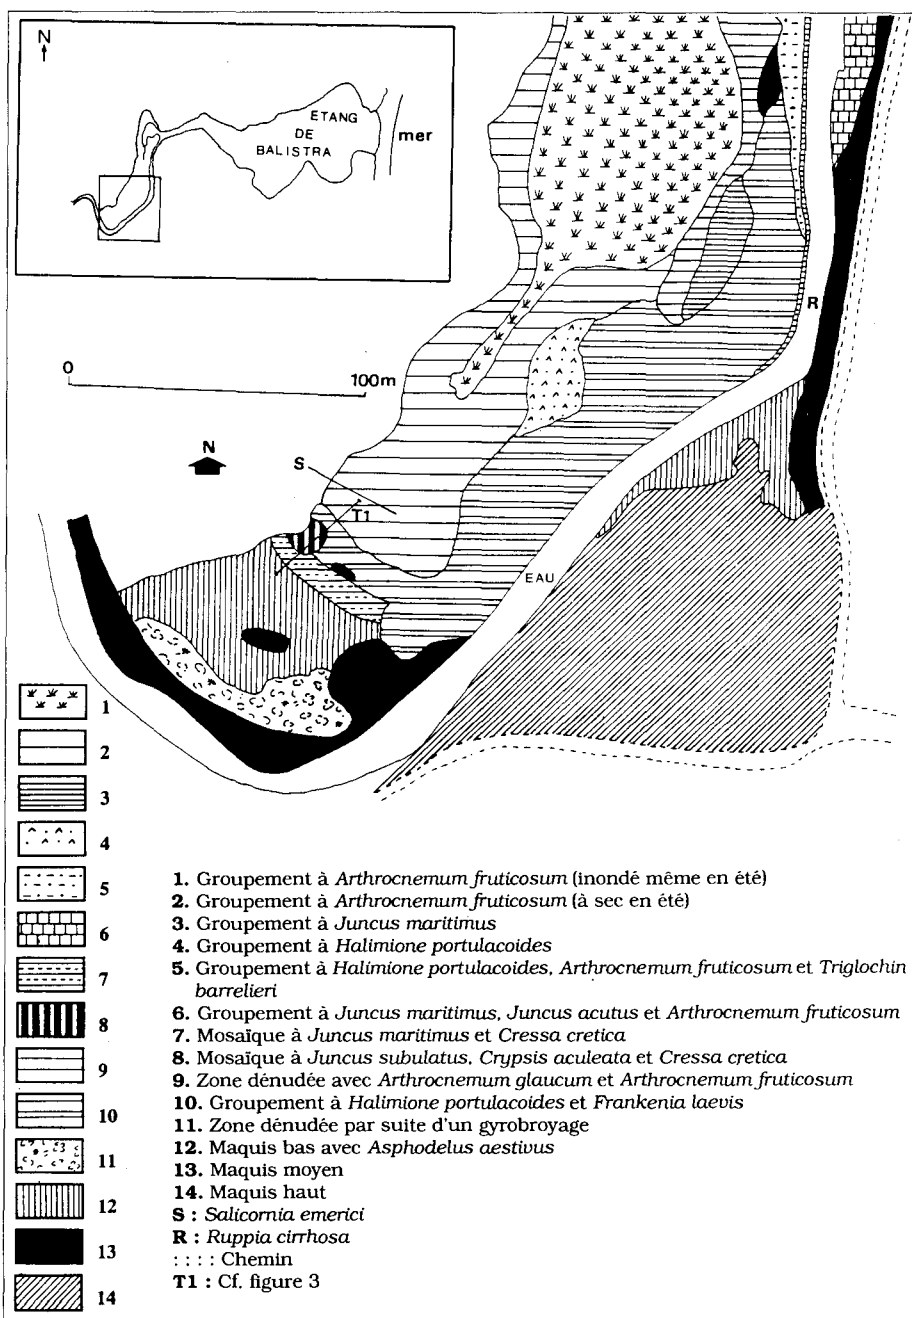 N
ETANG
DE
BALISTRA
mer
R
0
100m
N
S
T1
EAU
1
2
3
4
5
6
7
8
9
10
11
12
13
14
1. Groupement à Arthrocnemum fruticosum (inondé même en été)
2. Groupement à Arthrocnemum fruticosum (à sec en été)
3. Groupement à Juncus maritimus
4. Groupement à Halimione portulacoides
5. Groupement à Halimione portulacoides, Arthrocnemum fruticosum et Triglochin
barrelieri
6. Groupement à Juncus maritimus, Juncus acutus et Arthrocnemum fruticosum
7. Mosaïque à Juncus maritimus et Cressa cretica
8. Mosaïque à Juncus subulatus, Crypsis aculeata et Cressa cretica
9. Zone dénudée avec Arthrocnemum glaucum et Arthrocnemum fruticosum
10. Groupement à Halimione portulacoides et Frankenia laevis
11. Zone dénudée par suite d'un gyrobroyage
12. Maquis bas avec Asphodelus aestivus
13. Maquis moyen
14. Maquis haut
S : Salicornia emerici
R : Ruppia cirrhosa
: : : : Chemin
T1 : Cf. figure 3